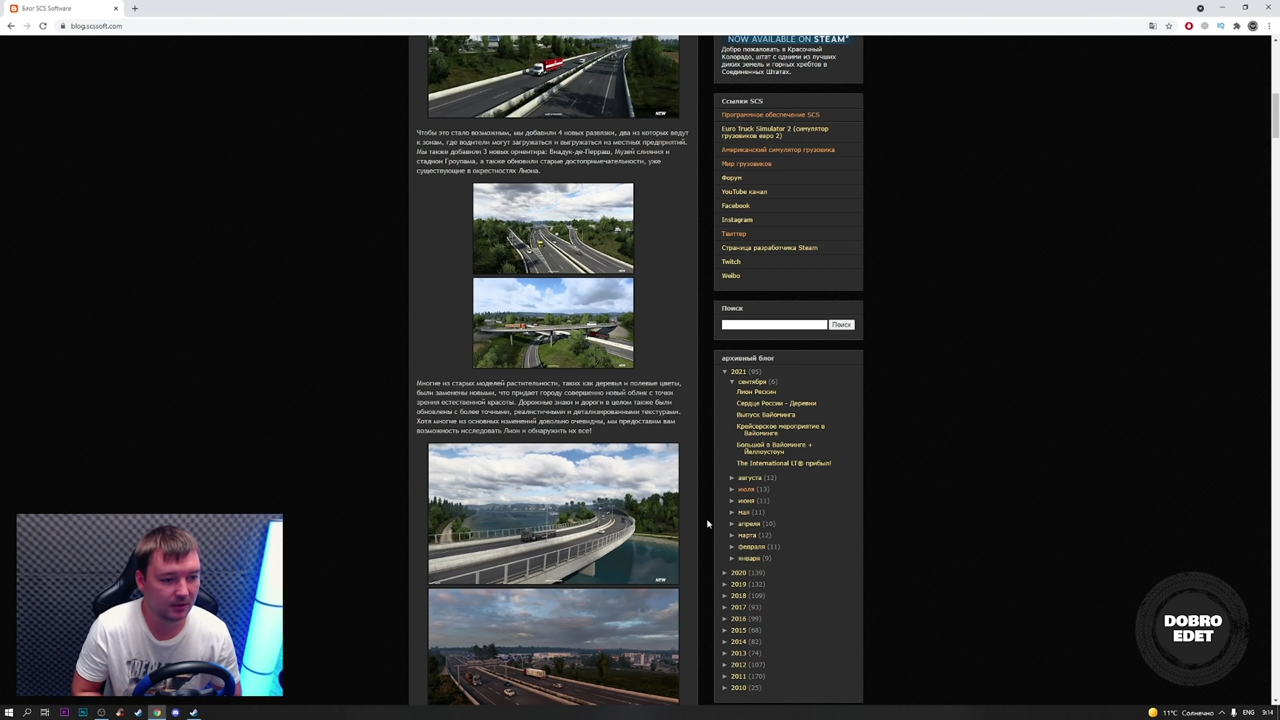 Блог SCS Software
blog.scssoft.com
NEW
Чтобы это стало возможным, мы добавили 4 новых развязки, два из которых ведут
к зонам, где водители могут загружаться и выгружаться из местных предприятий.
Мы также добавили 3 новых ориентира: Виадук-де-Перраш, Музей слияния и
стадион Гроупама, а также обновили старые достопримечательности, уже
существующие в окрестностях Лиона.
NEW
NEW
Многие из старых моделей растительности, таких как деревья и полевые цветы,
были заменены новыми, что придает городу совершенно новый облик с точки
зрения естественной красоты. Дорожные знаки и дороги в целом также были
обновлены с более точными, реалистичными и детализированными текстурами.
Хотя многие из основных изменений довольно очевидны, мы предоставим вам
возможность исследовать Лион и обнаружить их все!
NEW
NOW AVAILABLE ON STEAM
Добро пожаловать в Красочный
Колорадо, штат с одними из лучших
диких земель и горных хребтов в
Соединенных Штатах.
Ссылки SCS
Программное обеспечение SCS
Euro Truck Simulator 2 (симулятор
грузовиков евро 2)
Американский симулятор грузовика
Мир грузовиков
Форум
YouTube канал
Facebook
Instagram
Твиттер
Страница разработчика Steam
Twitch
Weibo
Поиск
Поиск
архивный блог
▼ 2021 (95)
▼ сентября (6)
Лион Рескин
Сердце России - Деревни
Выпуск Вайоминга
Крейсерское мероприятие в
Вайоминге
Большой в Вайоминге +
Йеллоустоун
The International LT® прибыл!
► августа (12)
► июля (13)
► июня (11)
► мая (11)
► апреля (10)
► марта (12)
► февраля (11)
► января (9)
► 2020 (139)
► 2019 (132)
► 2018 (109)
► 2017 (93)
► 2016 (99)
► 2015 (68)
► 2014 (82)
► 2013 (74)
► 2012 (107)
► 2011 (170)
► 2010 (25)
DOBRO
EDET
11°C Солнечно
ENG
9:14